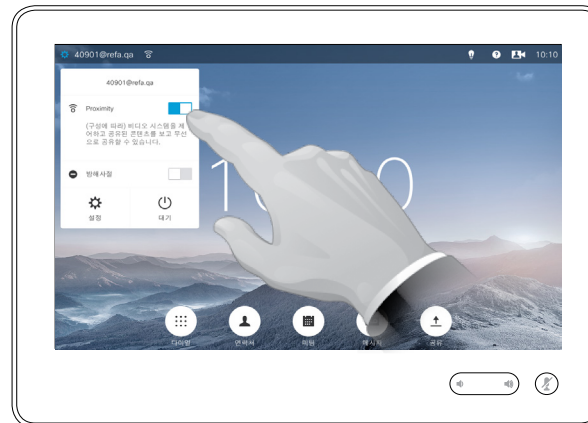 40901@refa.qa
10:10
40901@refa.qa
Proximity
(구성에 따라) 비디오 시스템을 제
어하고 공유된 콘텐츠를 보고 무선
으로 공유할 수 있습니다.
방해사절
설정
대기
다이얼
연락처
미팅
메시지
공유